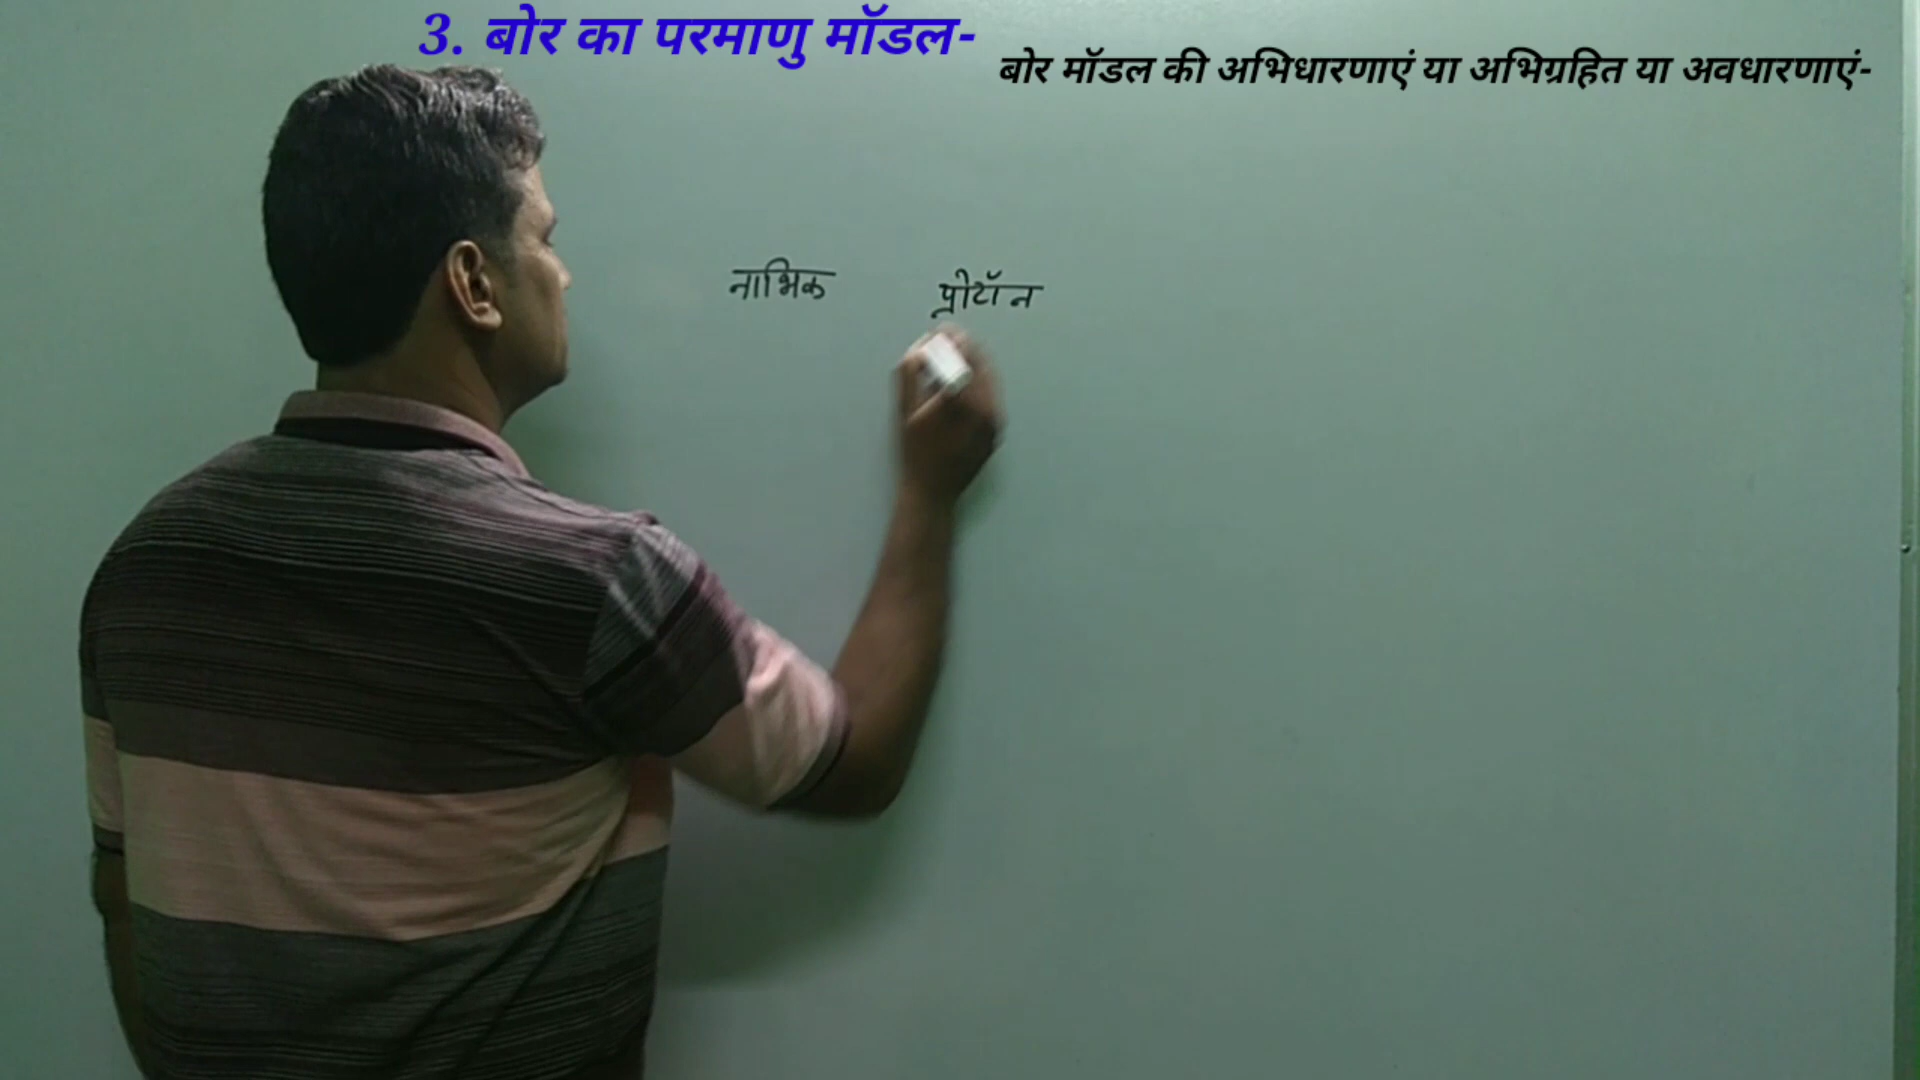 3. बोर का परमाणु मॉडल-
बोर मॉडल की अभिधारणाएं या अभिग्रहित या अवधारणाएं-
नाभिक प्रोटॉन